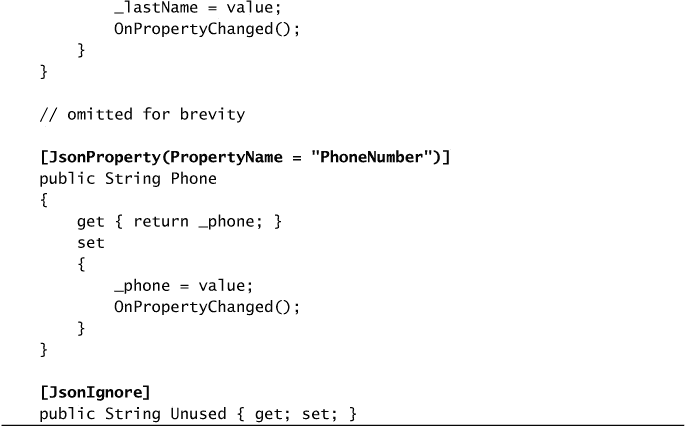 _lastName = value;
OnPropertyChanged();
}
}
// omitted for brevity
[JsonProperty(PropertyName = "PhoneNumber")]
public String Phone
{
get { return _phone; }
set
{
_phone = value;
OnPropertyChanged();
}
}
[JsonIgnore]
public String Unused { get; set; }